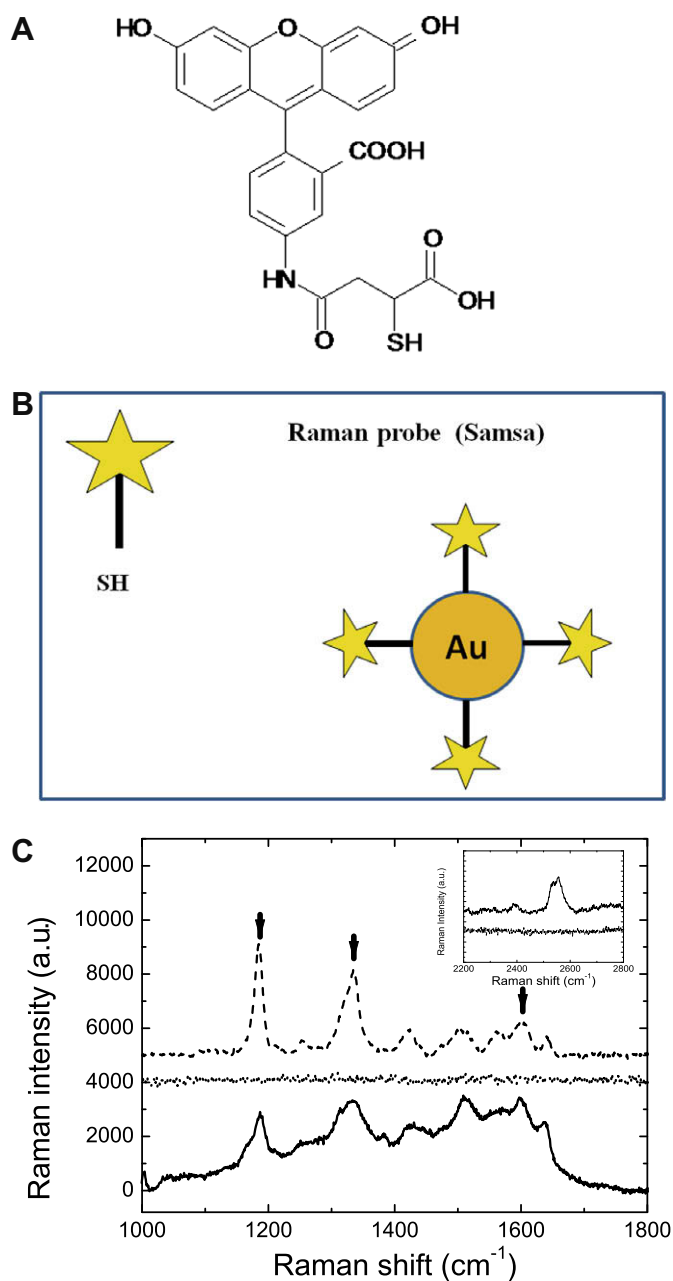 A
HO
O
OH
COOH
HN
O
O
OH
SH
B
Raman probe (Samsa)
SH
Au
C
Raman intensity (a.u.)
12000
10000
8000
6000
4000
2000
0
1000
1200
1400
1600
1800
Raman shift (cm⁻¹)
Raman Intensity (a.u.)
2200
2400
2600
2800
Raman shift (cm⁻¹)